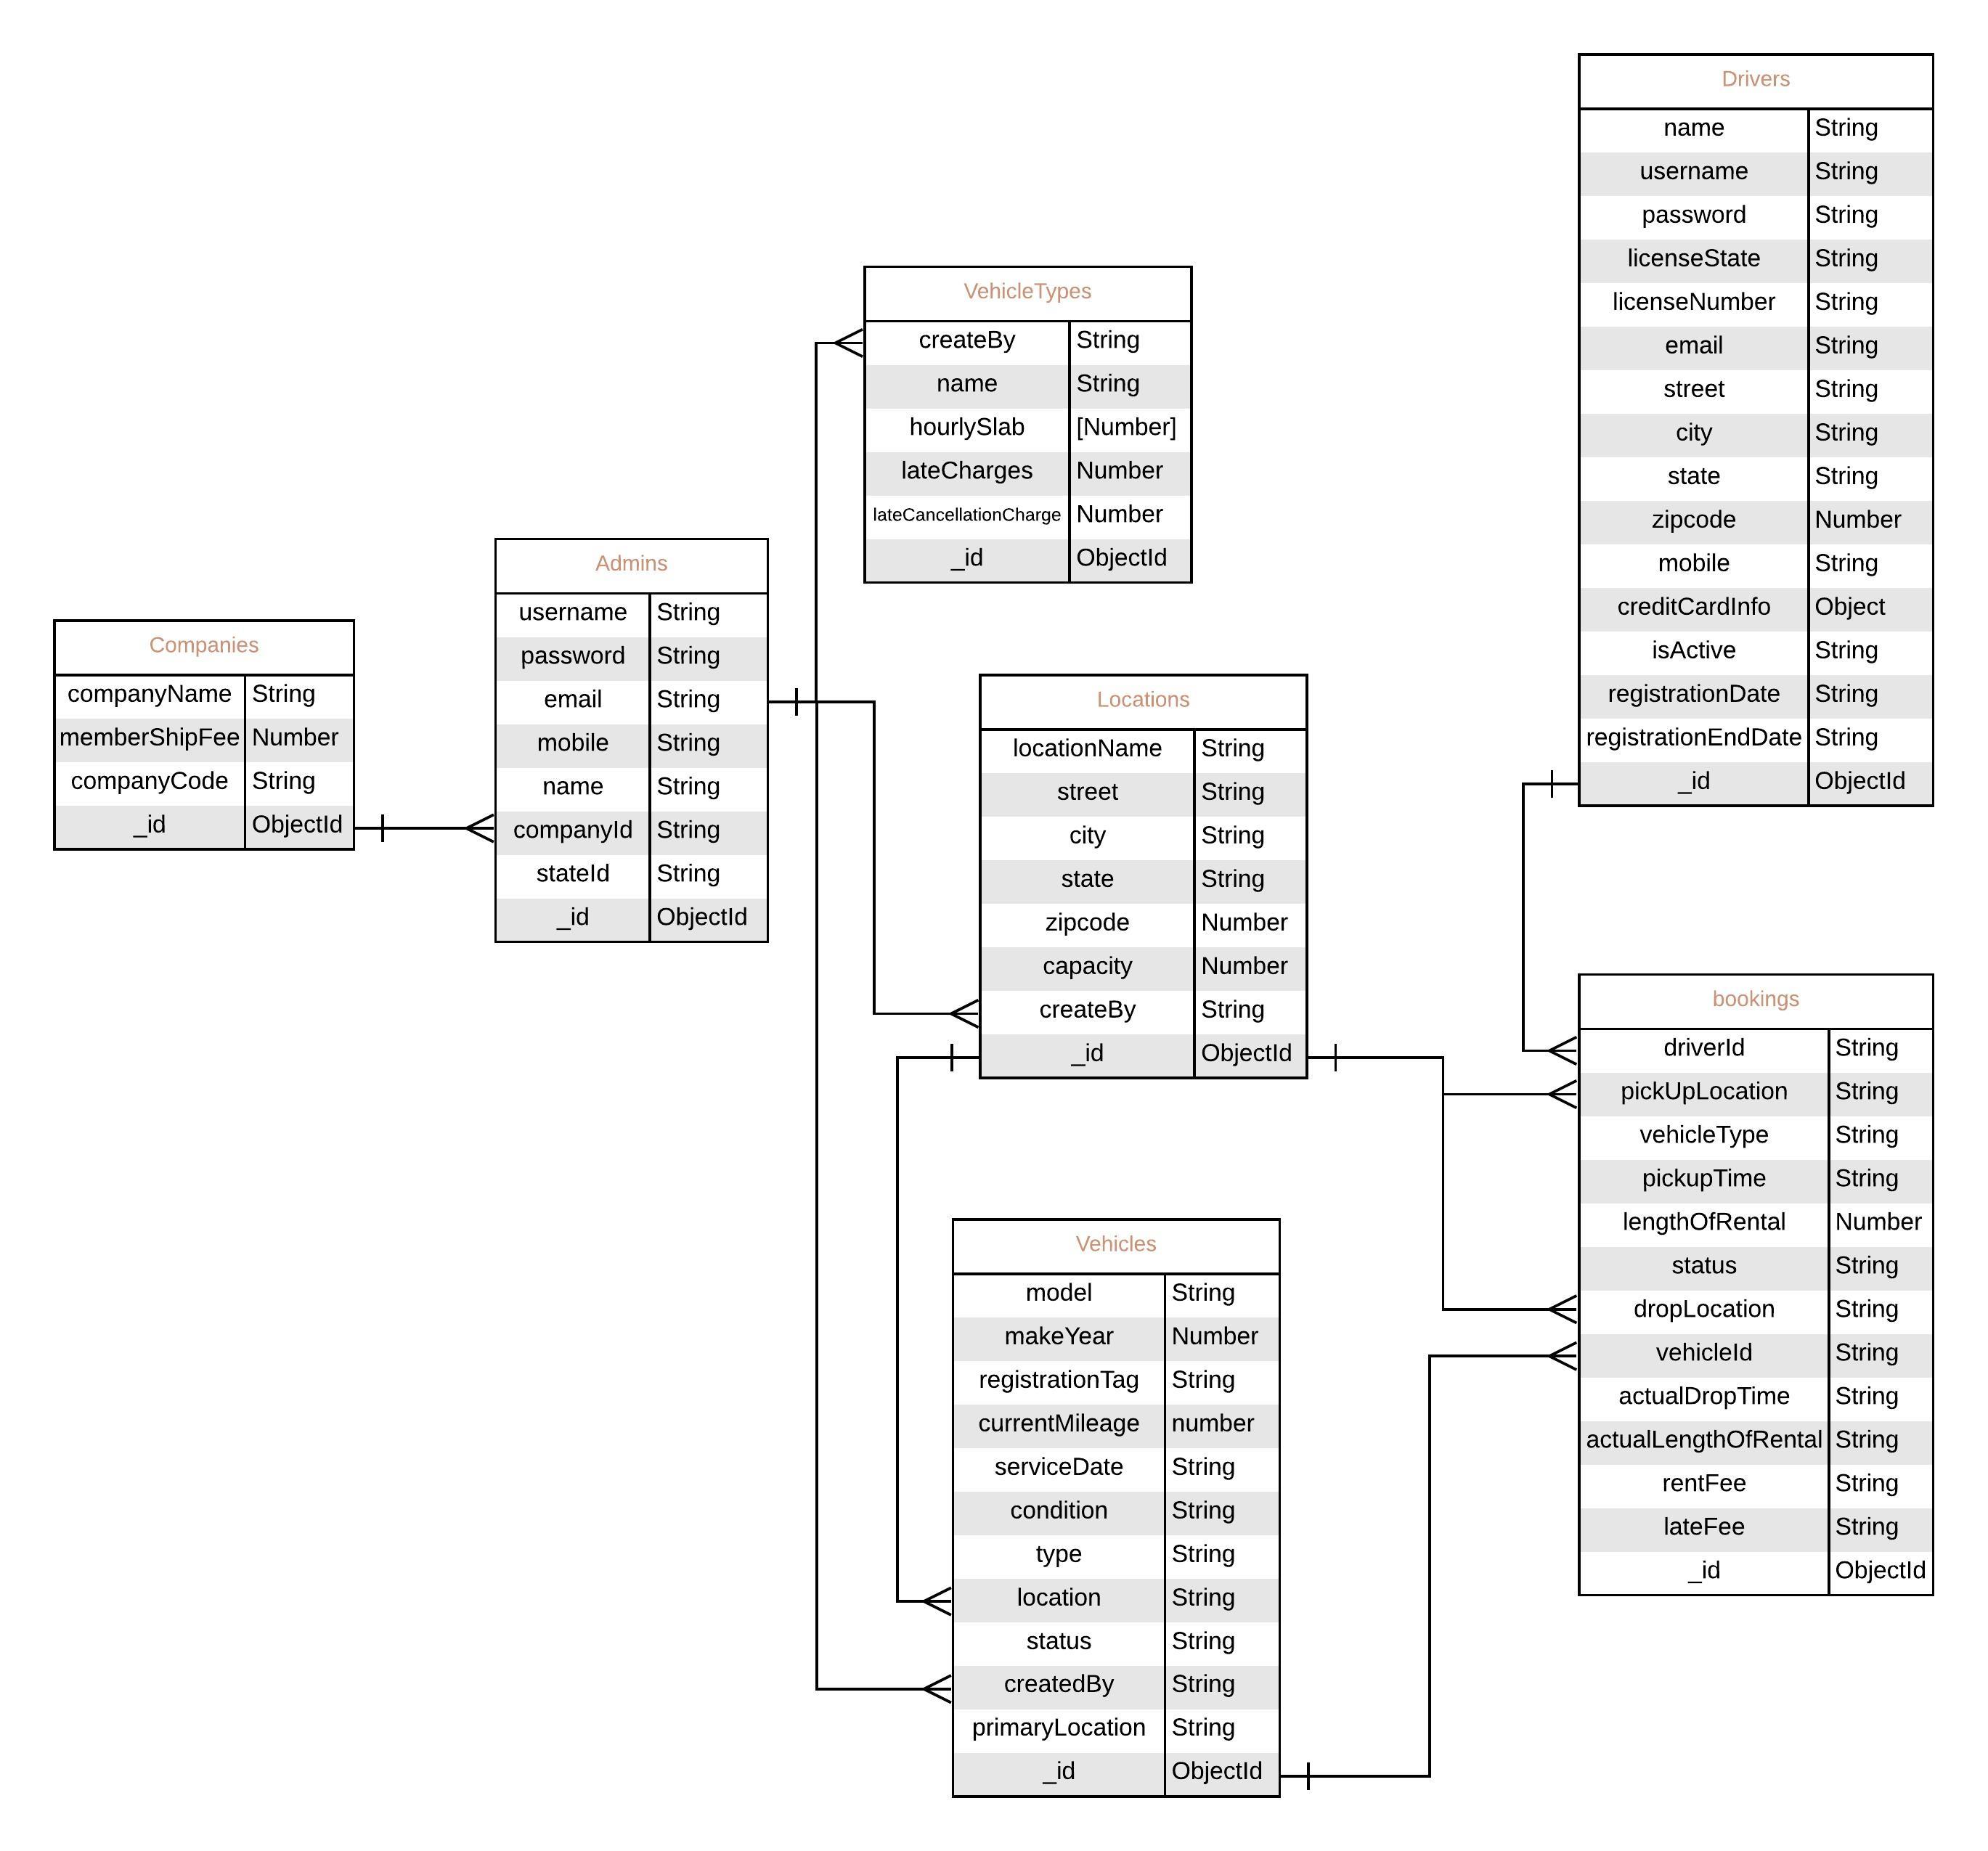 Companies
companyName String
memberShipFee Number
companyCode String
_id ObjectId
Admins
username String
password String
email String
mobile String
name String
companyId String
stateId String
_id ObjectId
VehicleTypes
createBy String
name String
hourlySlab [Number]
lateCharges Number
lateCancellationCharge Number
_id ObjectId
Locations
locationName String
street String
city String
state String
zipcode Number
capacity Number
createBy String
_id ObjectId
Vehicles
model String
makeYear Number
registrationTag String
currentMileage number
serviceDate String
condition String
type String
location String
status String
createdBy String
primaryLocation String
_id ObjectId
Drivers
name String
username String
password String
licenseState String
licenseNumber String
email String
street String
city String
state String
zipcode Number
mobile String
creditCardInfo Object
isActive String
registrationDate String
registrationEndDate String
_id ObjectId
bookings
driverId String
pickUpLocation String
vehicleType String
pickupTime String
lengthOfRental Number
status String
dropLocation String
vehicleId String
actualDropTime String
actualLengthOfRental String
rentFee String
lateFee String
_id ObjectId